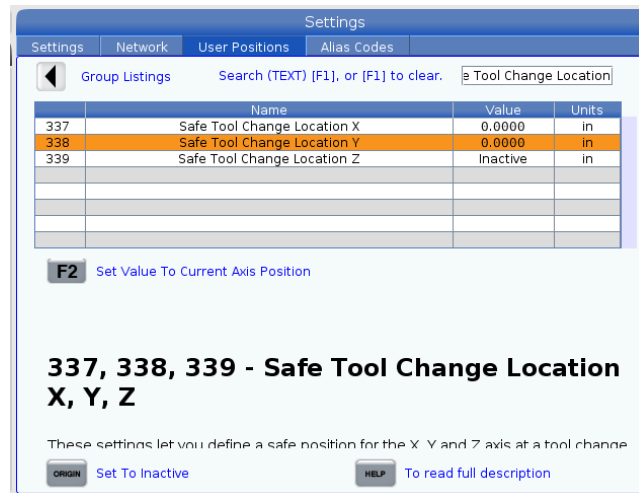 Settings
Settings Network User Positions Alias Codes
Group Listings Search (TEXT) [F1], or [F1] to clear. e Tool Change Location
Name Value Units
337 Safe Tool Change Location X 0.0000 in
338 Safe Tool Change Location Y 0.0000 in
339 Safe Tool Change Location Z Inactive in
F2 Set Value To Current Axis Position
337, 338, 339 - Safe Tool Change Location
X, Y, Z
These settings let you define a safe position for the X, Y and Z axis at a tool change
ORIGIN Set To Inactive HELP To read full description